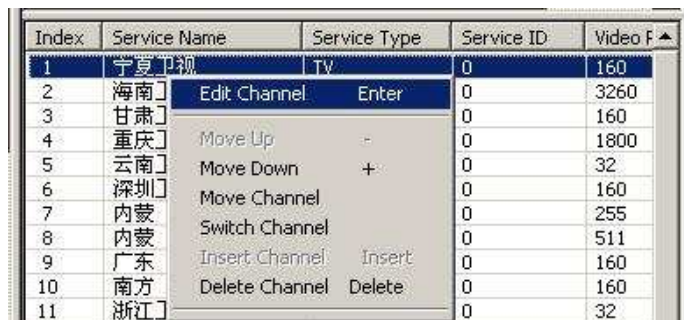 Index Service Name Service Type Service ID Video
1 宁夏卫视 TV 0 160
2 海南 0 3260
3 甘肃 0 160
4 重庆 0 1800
5 云南 0 32
6 深圳 0 160
7 内蒙 0 255
8 内蒙 0 511
9 广东 0 160
10 南方 0 160
11 浙江 0 32
Edit Channel Enter
Move Up -
Move Down +
Move Channel
Switch Channel
Insert Channel Insert
Delete Channel Delete